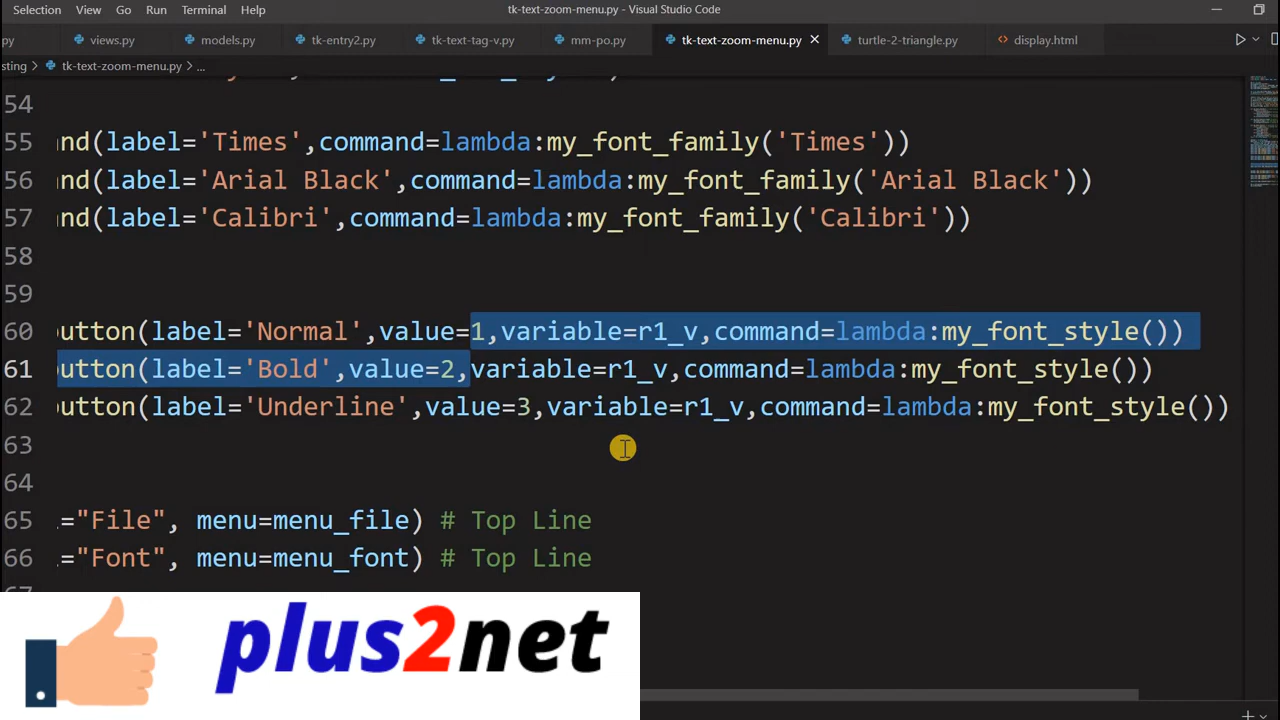 Selection View Go Run Terminal Help
tk-text-zoom-menu.py - Visual Studio Code
py views.py models.py tk-entry2.py tk-text-tag-v.py mm-po.py tk-text-zoom-menu.py turtle-2-triangle.py display.html
sting > tk-text-zoom-menu.py > ...
54
55 and(label='Times',command=lambda:my_font_family('Times'))
56 and(label='Arial Black',command=lambda:my_font_family('Arial Black'))
57 and(label='Calibri',command=lambda:my_font_family('Calibri'))
58
59
60 button(label='Normal',value=1,variable=r1_v,command=lambda:my_font_style())
61 button(label='Bold',value=2,variable=r1_v,command=lambda:my_font_style())
62 button(label='Underline',value=3,variable=r1_v,command=lambda:my_font_style())
63
64
65 ="File", menu=menu_file) # Top Line
66 ="Font", menu=menu_font) # Top Line
plus2net